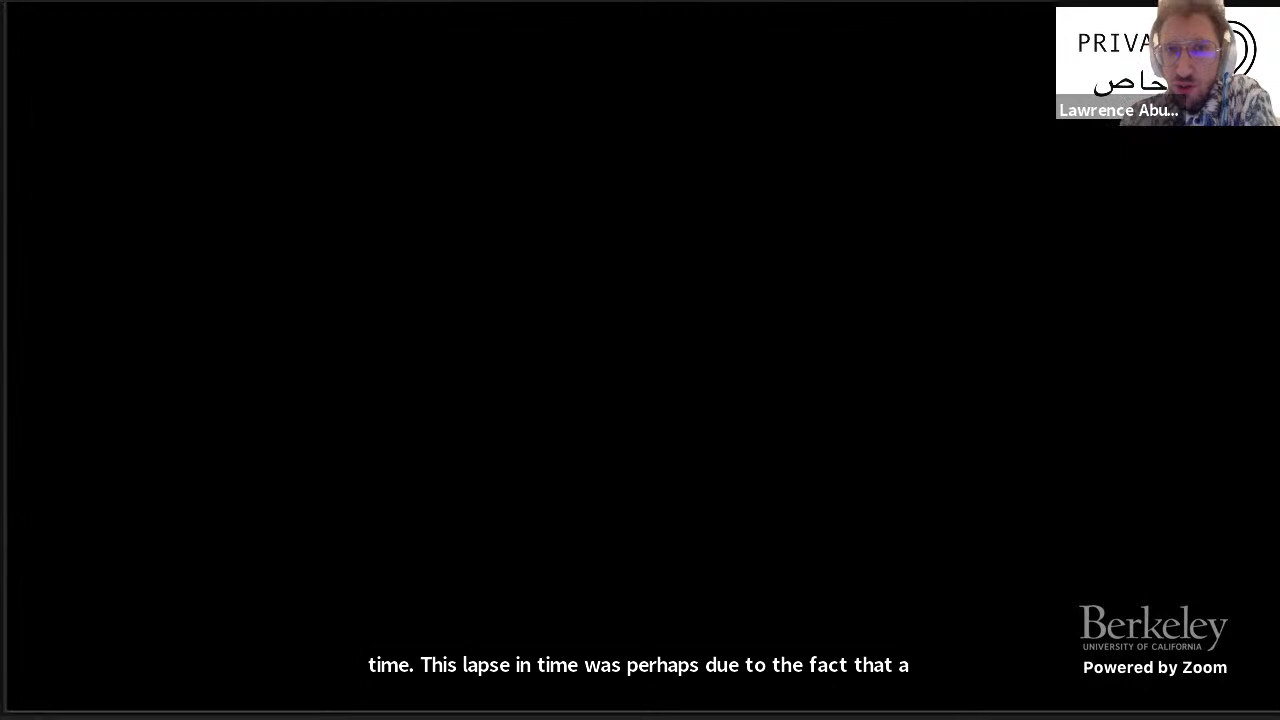 PRIVA
خاص
Lawrence Abu...
Berkeley
UNIVERSITY OF CALIFORNIA
time. This lapse in time was perhaps due to the fact that a
Powered by Zoom